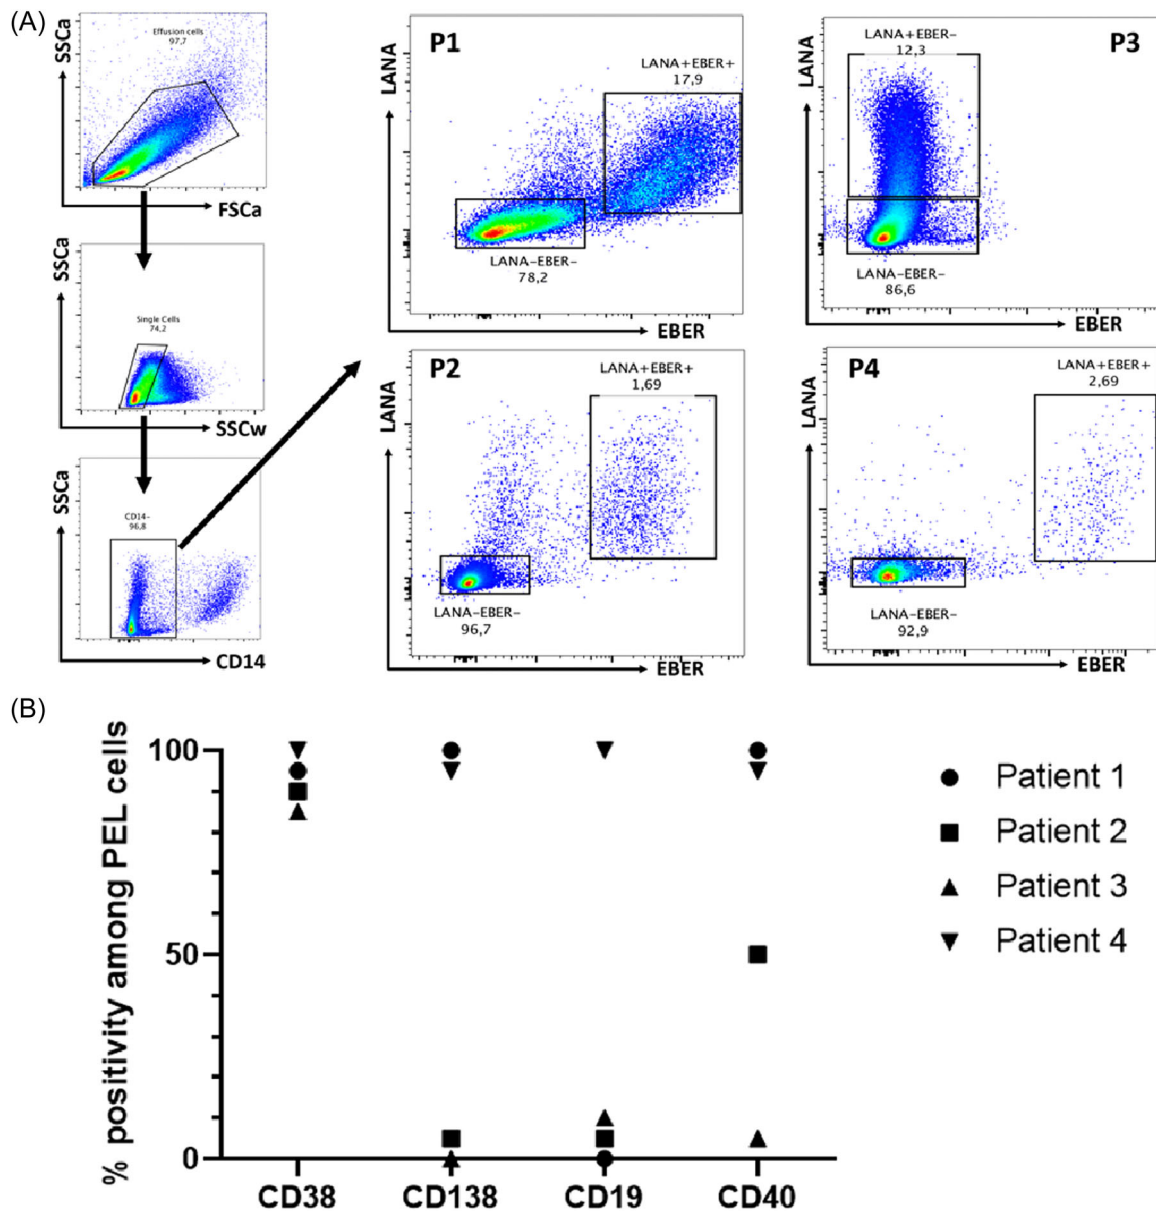 (A)
SSCa
Effusion cells
97,7
FSCa
SSCa
Single Cells
74,2
SSCw
SSCa
CD14-
96,8
CD14
LANA
P1
LANA+EBER+
17,9
LANA-EBER-
78,2
EBER
LANA
LANA+EBER-
12,3
P3
LANA-EBER-
86,6
EBER
LANA
P2
LANA+EBER+
1,69
LANA-EBER-
96,7
EBER
LANA
P4
LANA+EBER+
2,69
LANA-EBER-
92,9
EBER
(B)
% positivity among PEL cells
100
50
0
CD38
CD138
CD19
CD40
Patient 1
Patient 2
Patient 3
Patient 4